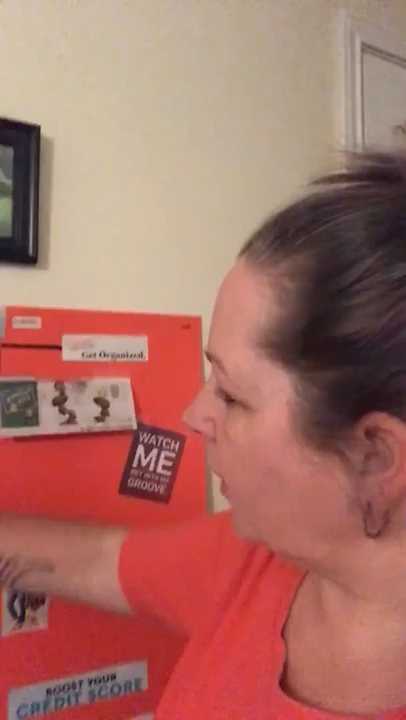 Get Organized.
WATCH
ME
GET INTO MY
GROOVE
BOOST YOUR
CREDIT SCORE